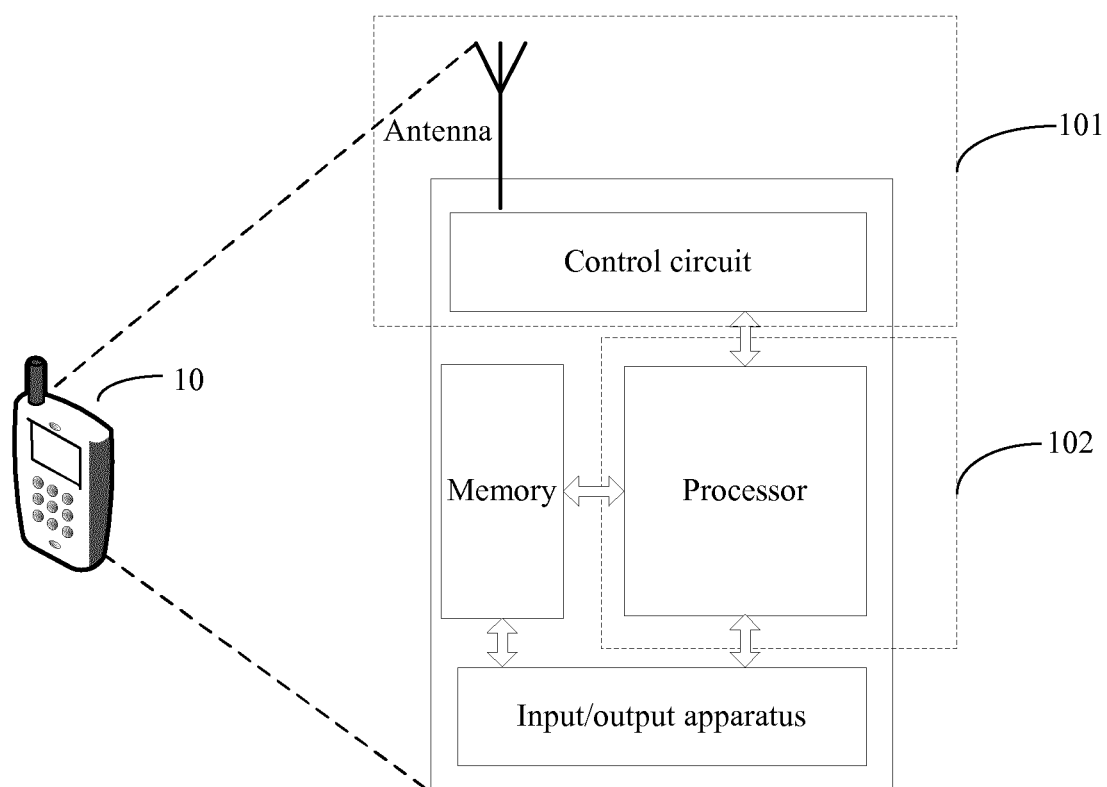 Antenna
101
Control circuit
10
102
Memory
Processor
Input/output apparatus